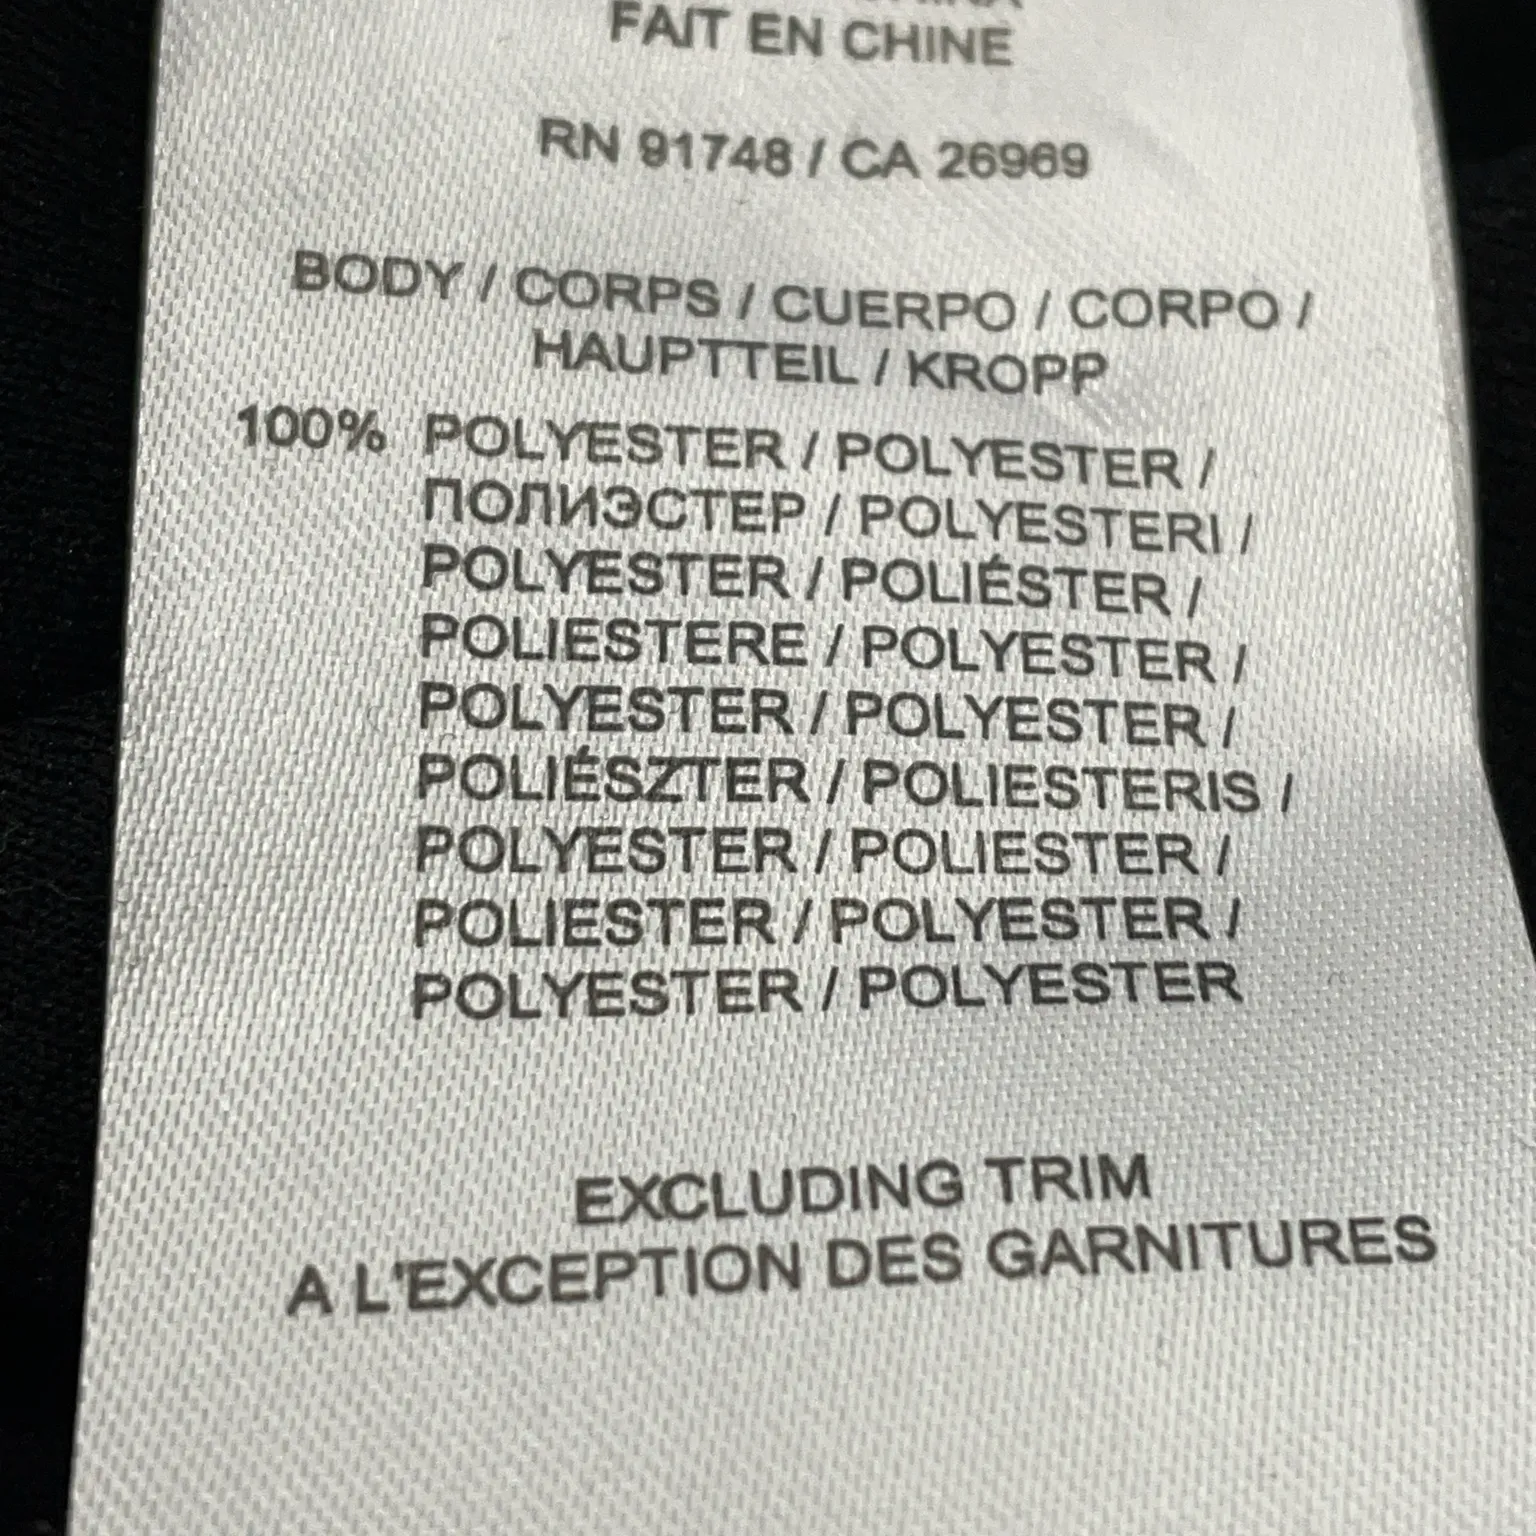 FAIT EN CHINE
RN 91748 / CA 26969
BODY / CORPS / CUERPO / CORPO /
HAUPTTEIL / KROPP
100% POLYESTER / POLYESTER /
ПОЛИЭСТЕР / POLYESTERI /
POLYESTER / POLIÉSTER /
POLIESTERE / POLYESTER /
POLYESTER / POLYESTER /
POLIÉSZTER / POLIESTERIS /
POLYESTER / POLIESTER /
POLIESTER / POLYESTER /
POLYESTER / POLYESTER
EXCLUDING TRIM
A L'EXCEPTION DES GARNITURES